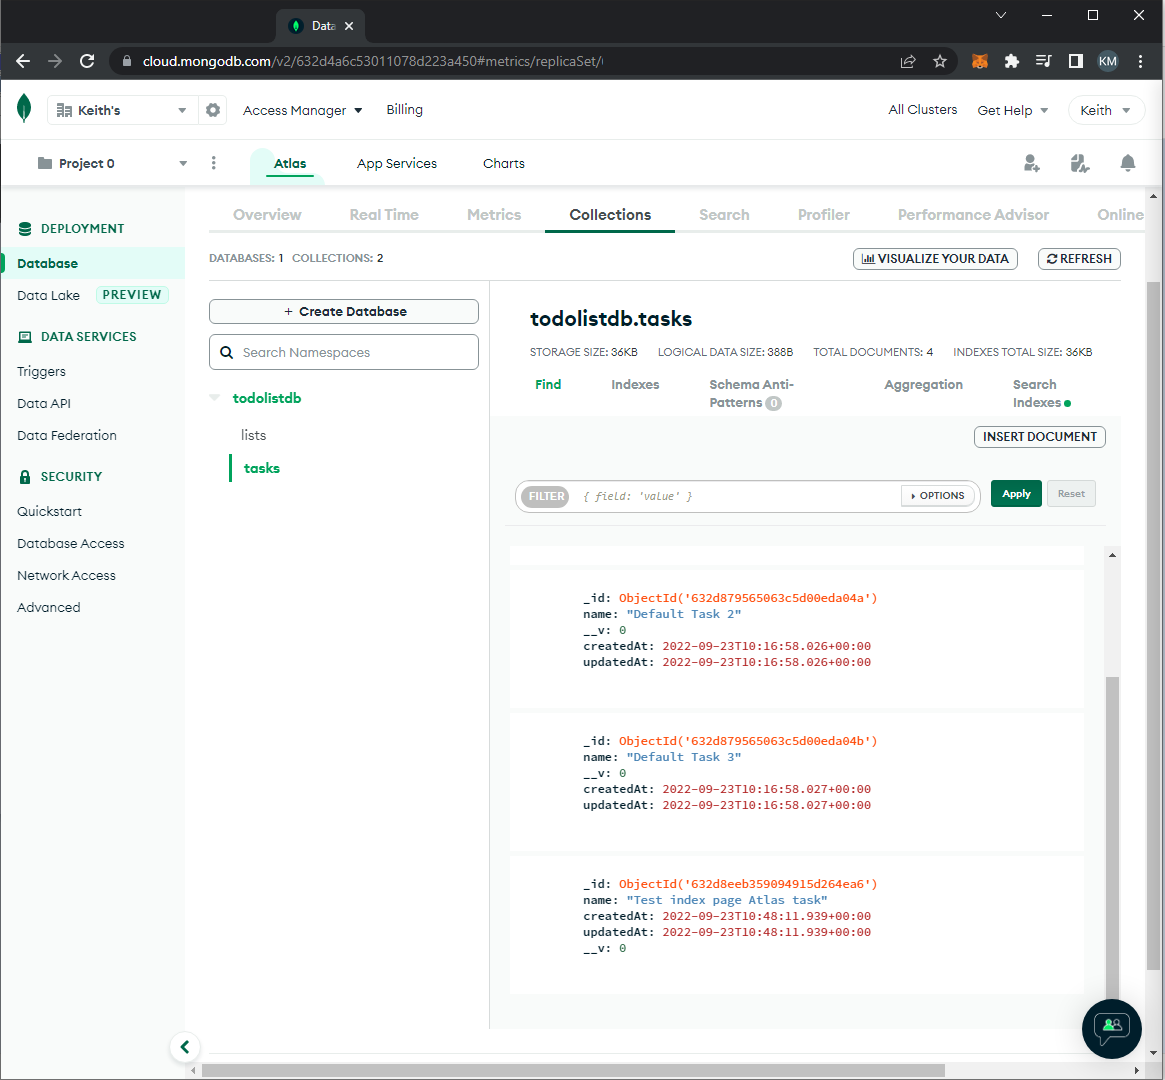 Data
cloud.mongodb.com/v2/632d4a6c53011078d223a450#metrics/replicaSet/
KM
Keith's
Access Manager
Billing
All Clusters
Get Help
Keith
Project 0
Atlas
App Services
Charts
Overview
Real Time
Metrics
Collections
Search
Profiler
Performance Advisor
Online
DEPLOYMENT
Database
Data Lake PREVIEW
DATA SERVICES
Triggers
Data API
Data Federation
SECURITY
Quickstart
Database Access
Network Access
Advanced
DATABASES: 1 COLLECTIONS: 2
VISUALIZE YOUR DATA
REFRESH
+ Create Database
Search Namespaces
todolistdb
lists
tasks
todolistdb.tasks
STORAGE SIZE: 36KB LOGICAL DATA SIZE: 388B TOTAL DOCUMENTS: 4 INDEXES TOTAL SIZE: 36KB
Find
Indexes
Schema Anti-
Patterns 0
Aggregation
Search
Indexes
INSERT DOCUMENT
FILTER { field: 'value' }
OPTIONS
Apply
Reset
_id: ObjectId('632d879565063c5d00eda04a')
name: "Default Task 2"
__v: 0
createdAt: 2022-09-23T10:16:58.026+00:00
updatedAt: 2022-09-23T10:16:58.026+00:00
_id: ObjectId('632d879565063c5d00eda04b')
name: "Default Task 3"
__v: 0
createdAt: 2022-09-23T10:16:58.027+00:00
updatedAt: 2022-09-23T10:16:58.027+00:00
_id: ObjectId('632d8eeb359094915d264ea6')
name: "Test index page Atlas task"
createdAt: 2022-09-23T10:48:11.939+00:00
updatedAt: 2022-09-23T10:48:11.939+00:00
__v: 0